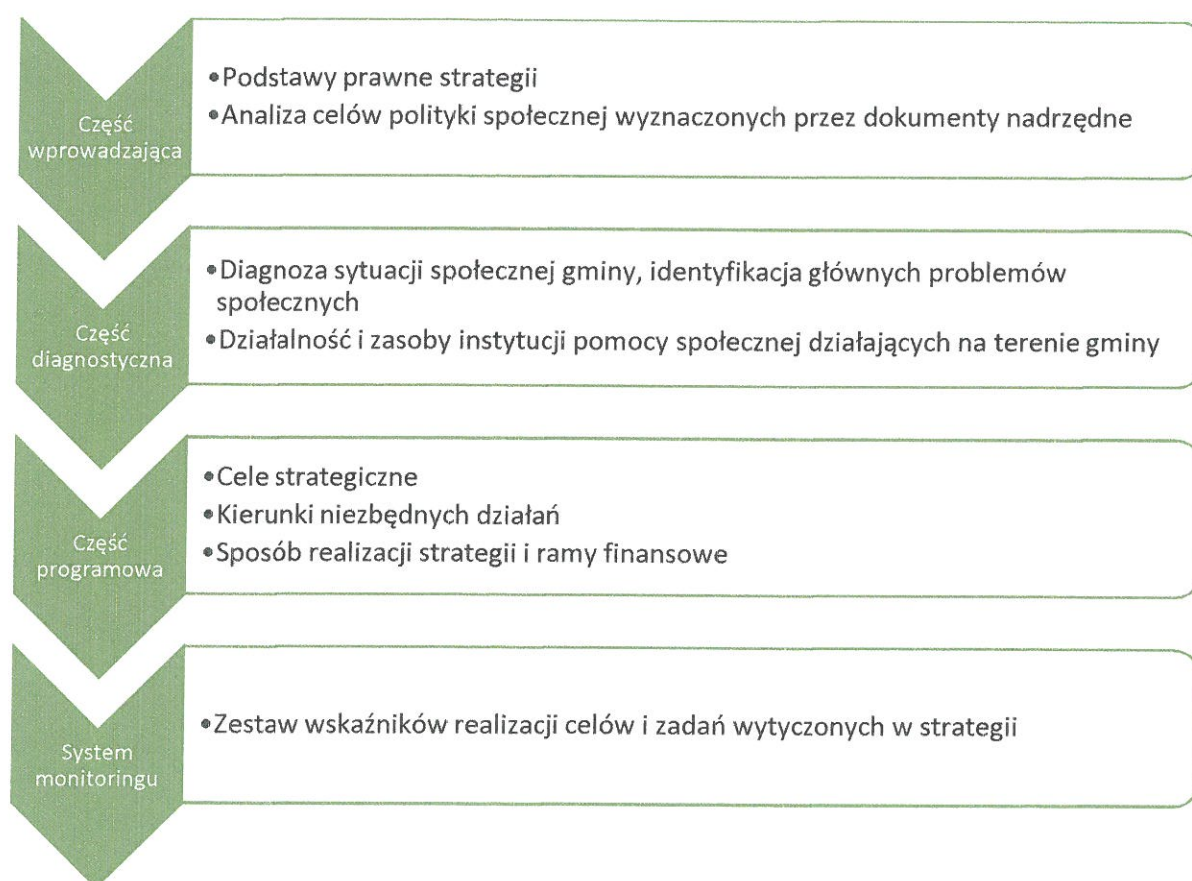 Część
wprowadzająca
•Podstawy prawne strategii
•Analiza celów polityki społecznej wyznaczonych przez dokumenty nadrzędne
Część
diagnostyczna
•Diagnoza sytuacji społecznej gminy, identyfikacja głównych problemów
społecznych
•Działalność i zasoby instytucji pomocy społecznej działających na terenie gminy
Część
programowa
•Cele strategiczne
•Kierunki niezbędnych działań
•Sposób realizacji strategii i ramy finansowe
System
monitoringu
•Zestaw wskaźników realizacji celów i zadań wytyczonych w strategii